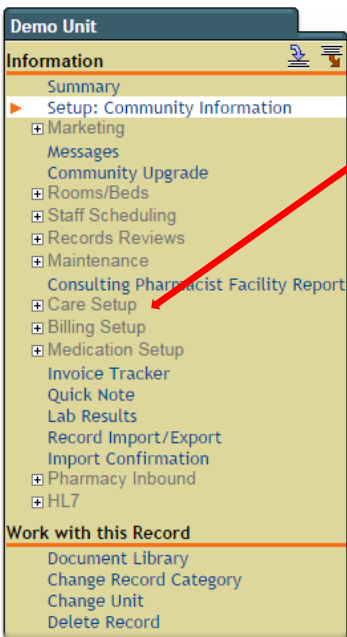 Demo Unit
Information
Summary
Setup: Community Information
Marketing
Messages
Community Upgrade
Rooms/Beds
Staff Scheduling
Records Reviews
Maintenance
Consulting Pharmacist Facility Report
Care Setup
Billing Setup
Medication Setup
Invoice Tracker
Quick Note
Lab Results
Record Import/Export
Import Confirmation
Pharmacy Inbound
HL7
Work with this Record
Document Library
Change Record Category
Change Unit
Delete Record